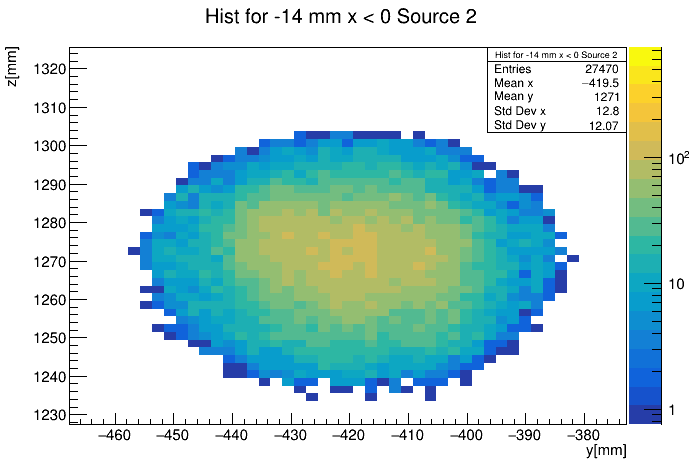 Hist for -14 mm x < 0 Source 2
z[mm]
Hist for -14 mm x < 0 Source 2
Entries 27470
Mean x −419.5
Mean y 1271
Std Dev x 12.8
Std Dev y 12.07
1320
1310
1300
1290
1280
1270
1260
1250
1240
1230
10²
10
1
−460 −450 −440 −430 −420 −410 −400 −390 −380
y[mm]